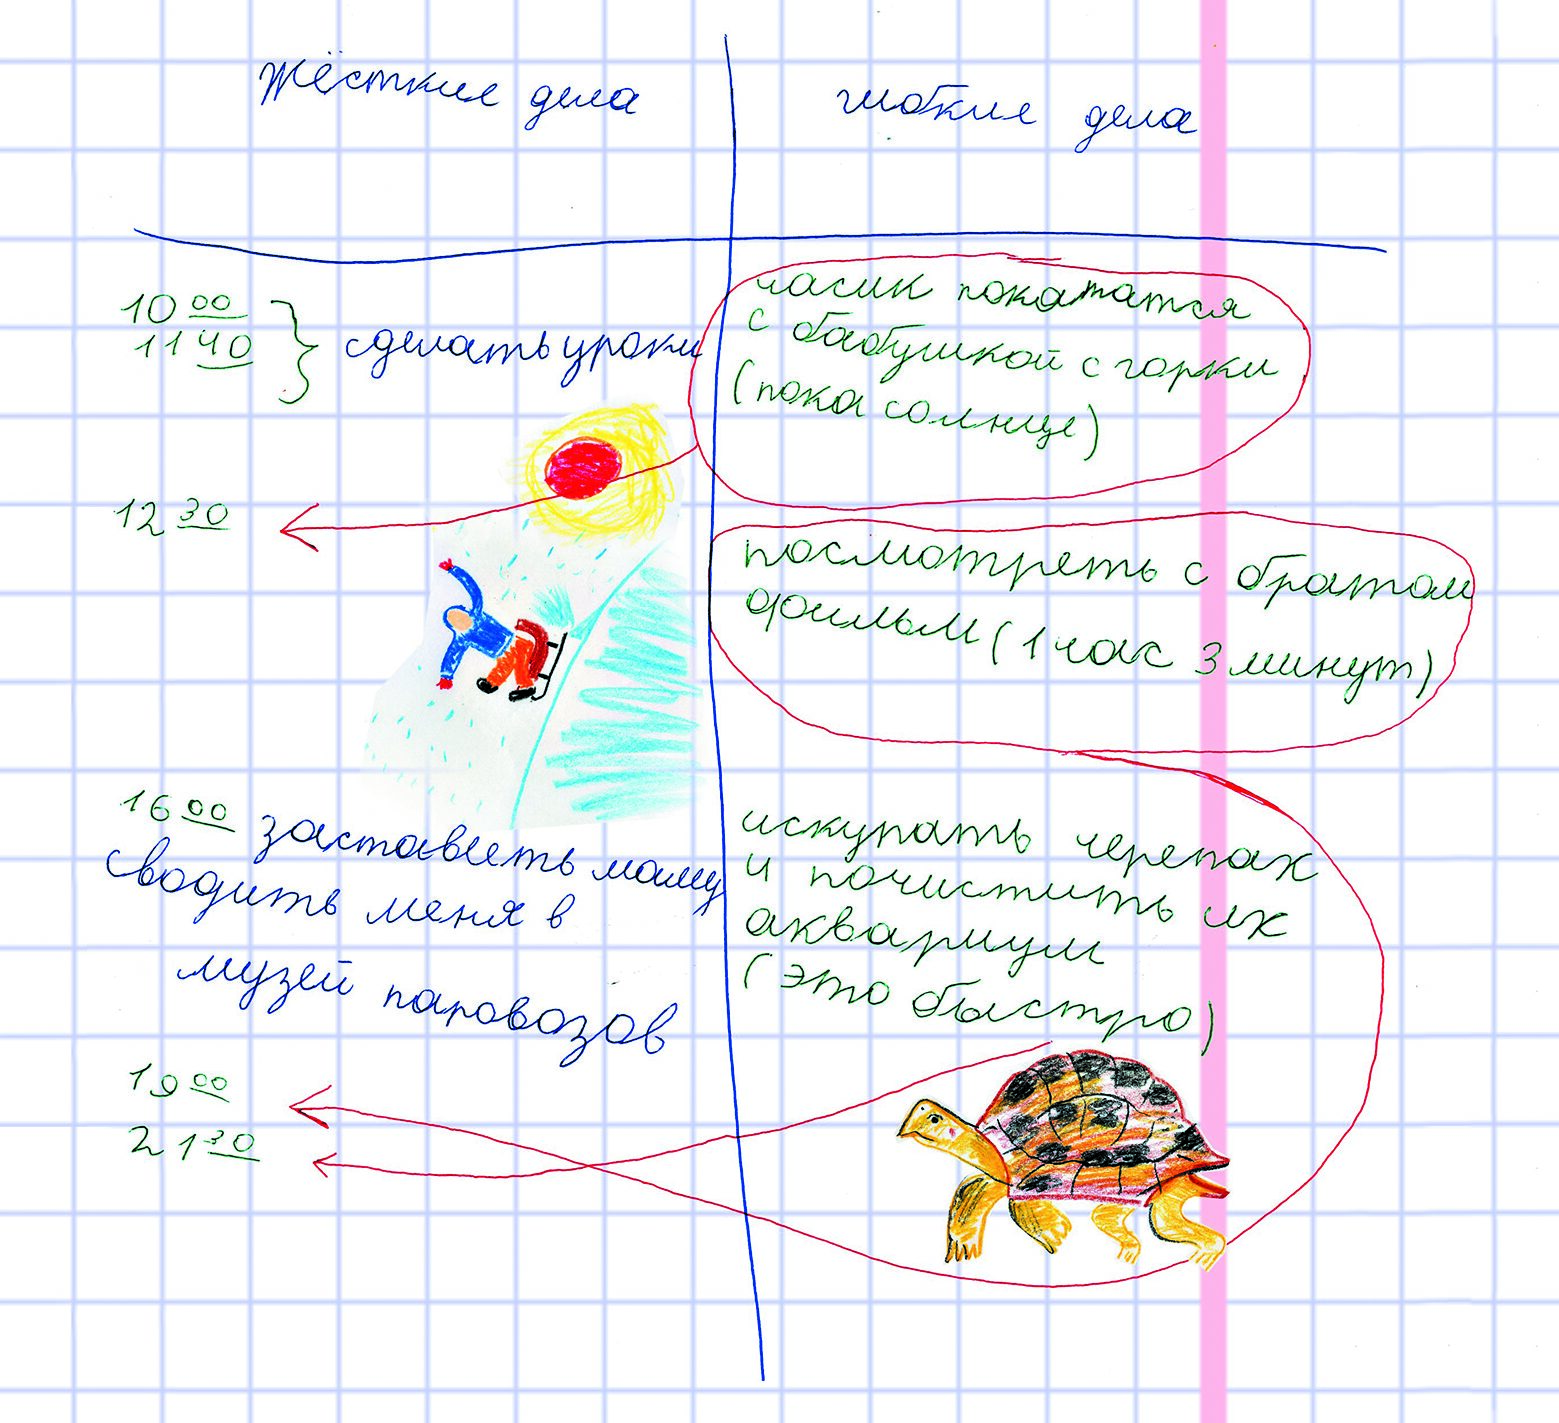 жёсткие дела
гибкие дела
10 00
11 40
сделать уроки
12 30
16 00 заставить маму
сводить меня в
музей паровозов
19 00
21 30
часик покататся
с бабушкой с горки
(пока солнце)
посмотреть с братом
фильм (1 час 3 минут)
искупать черепах
и почистить их
аквариум
(это быстро)